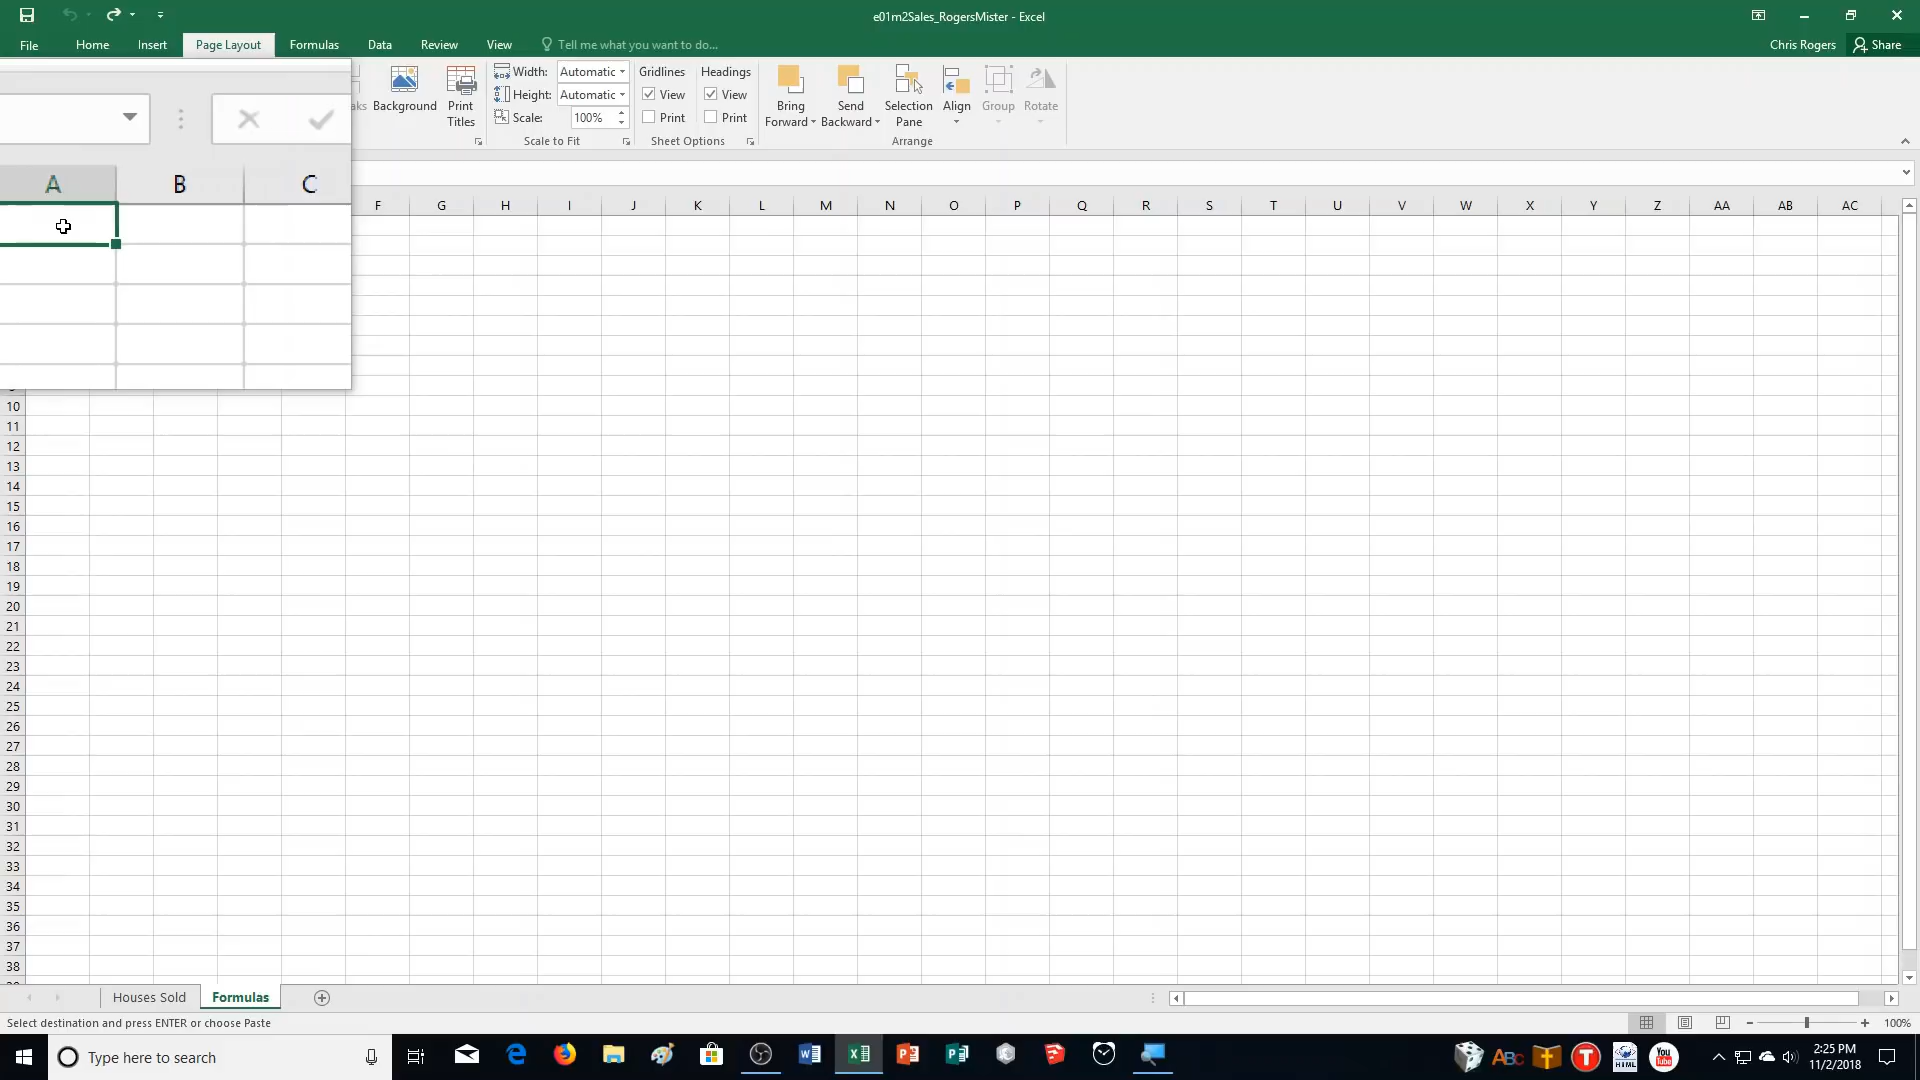 e01m2Sales_RogersMister - Excel
File Home Insert Page Layout Formulas Data Review View Tell me what you want to do... Chris Rogers Share
Background
Print Titles
Width: Automatic
Height: Automatic
Scale: 100%
Scale to Fit
Gridlines
View
Print
Headings
View
Print
Sheet Options
Bring Forward
Send Backward
Selection Pane
Align
Group
Rotate
Arrange
A B C
F G H I J K L M N O P Q R S T U V W X Y Z AA AB AC
10
11
12
13
14
15
16
17
18
19
20
21
22
23
24
25
26
27
28
29
30
31
32
33
34
35
36
37
38
Houses Sold Formulas
Select destination and press ENTER or choose Paste
100%
Type here to search
ABC
T
HTML
You Tube
2:25 PM
11/2/2018